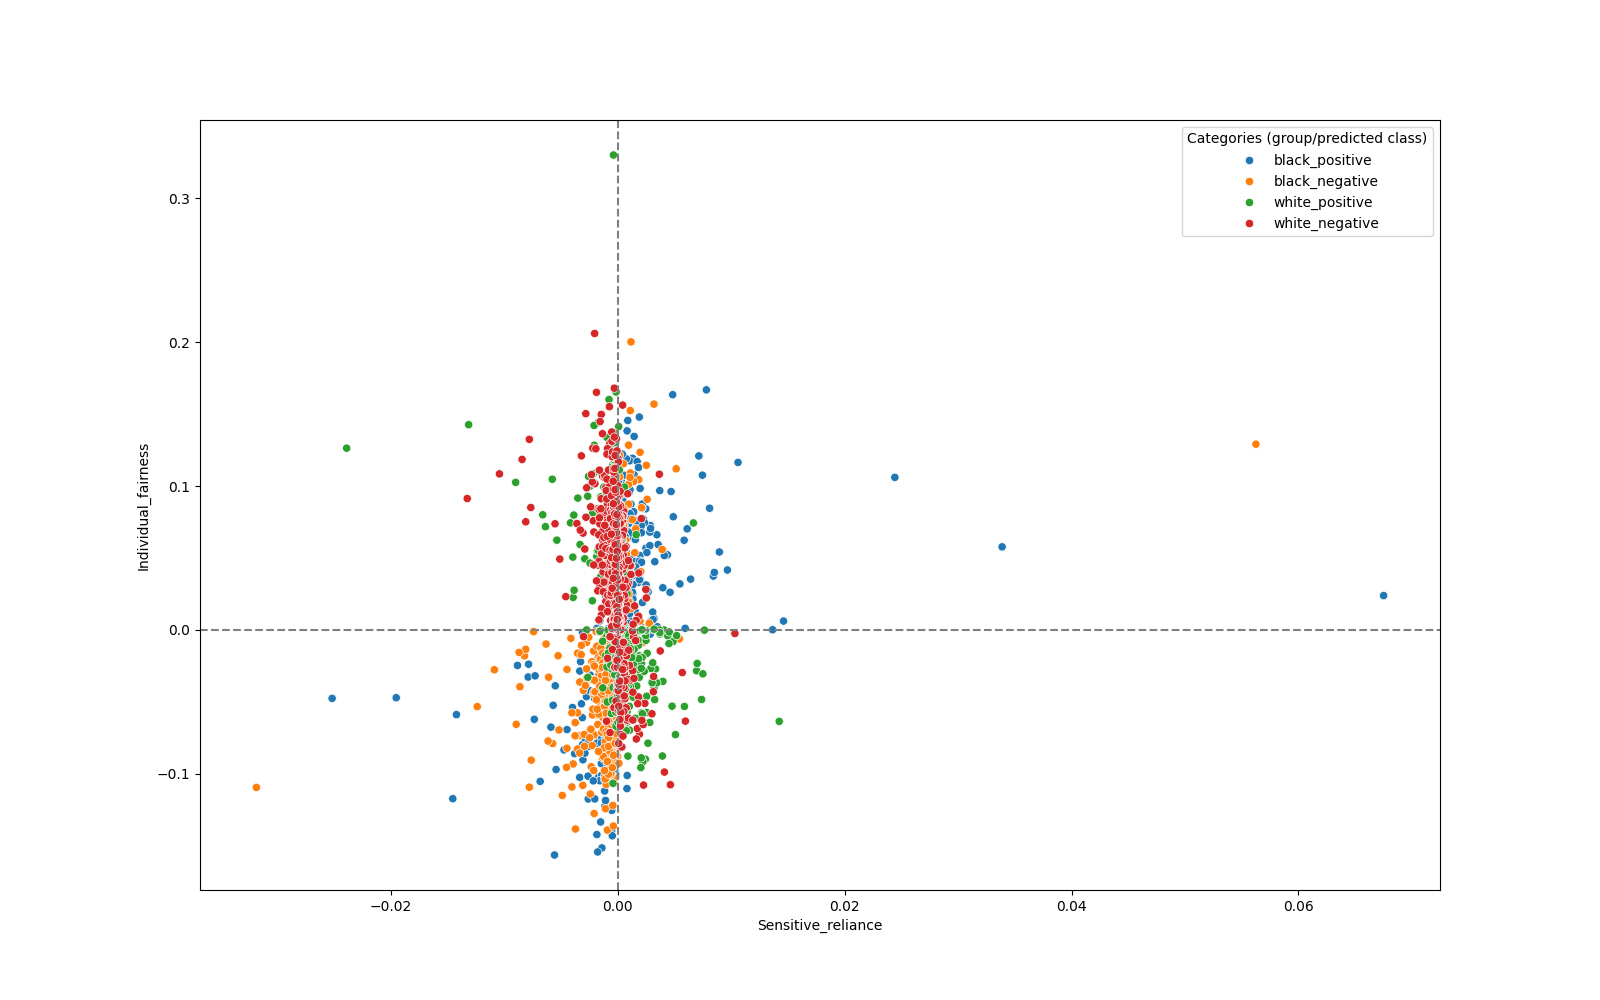 Categories (group/predicted class)
black_positive
black_negative
white_positive
white_negative
0.3
0.2
0.1
0.0
−0.1
Individual_fairness
−0.02
0.00
0.02
0.04
0.06
Sensitive_reliance